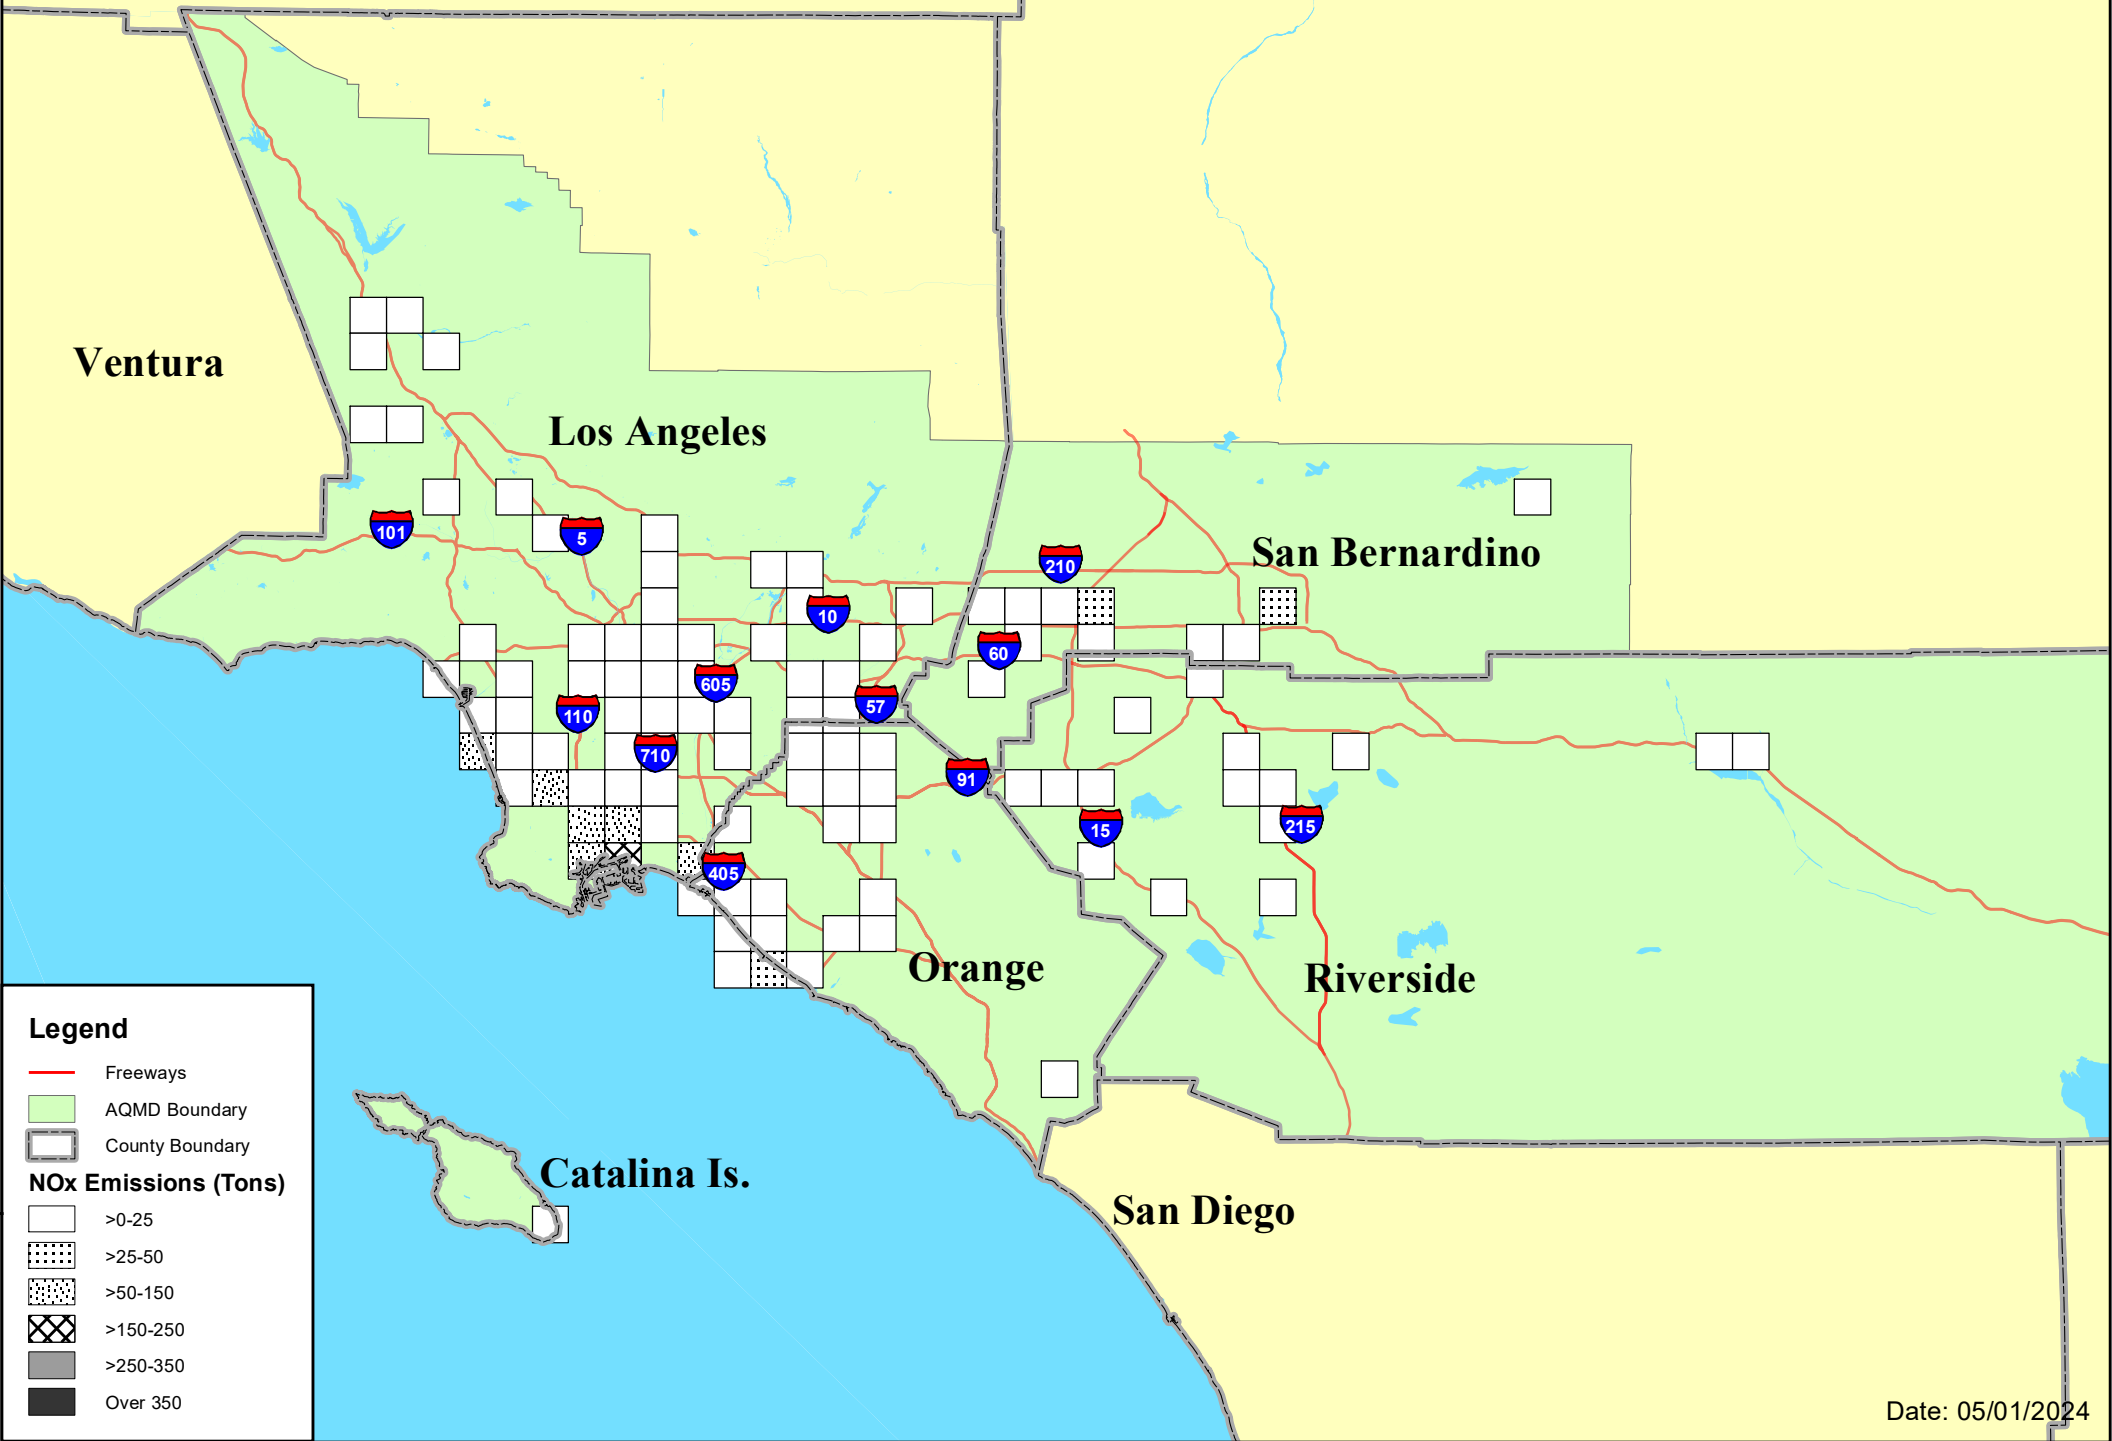 Ventura
Los Angeles
101
5
210
San Bernardino
10
60
605
57
110
710
91
15
215
405
Orange
Riverside
Legend
Freeways
AQMD Boundary
County Boundary
NOx Emissions (Tons)
>0-25
>25-50
>50-150
>150-250
>250-350
Over 350
Catalina Is.
San Diego
Date: 05/01/2024